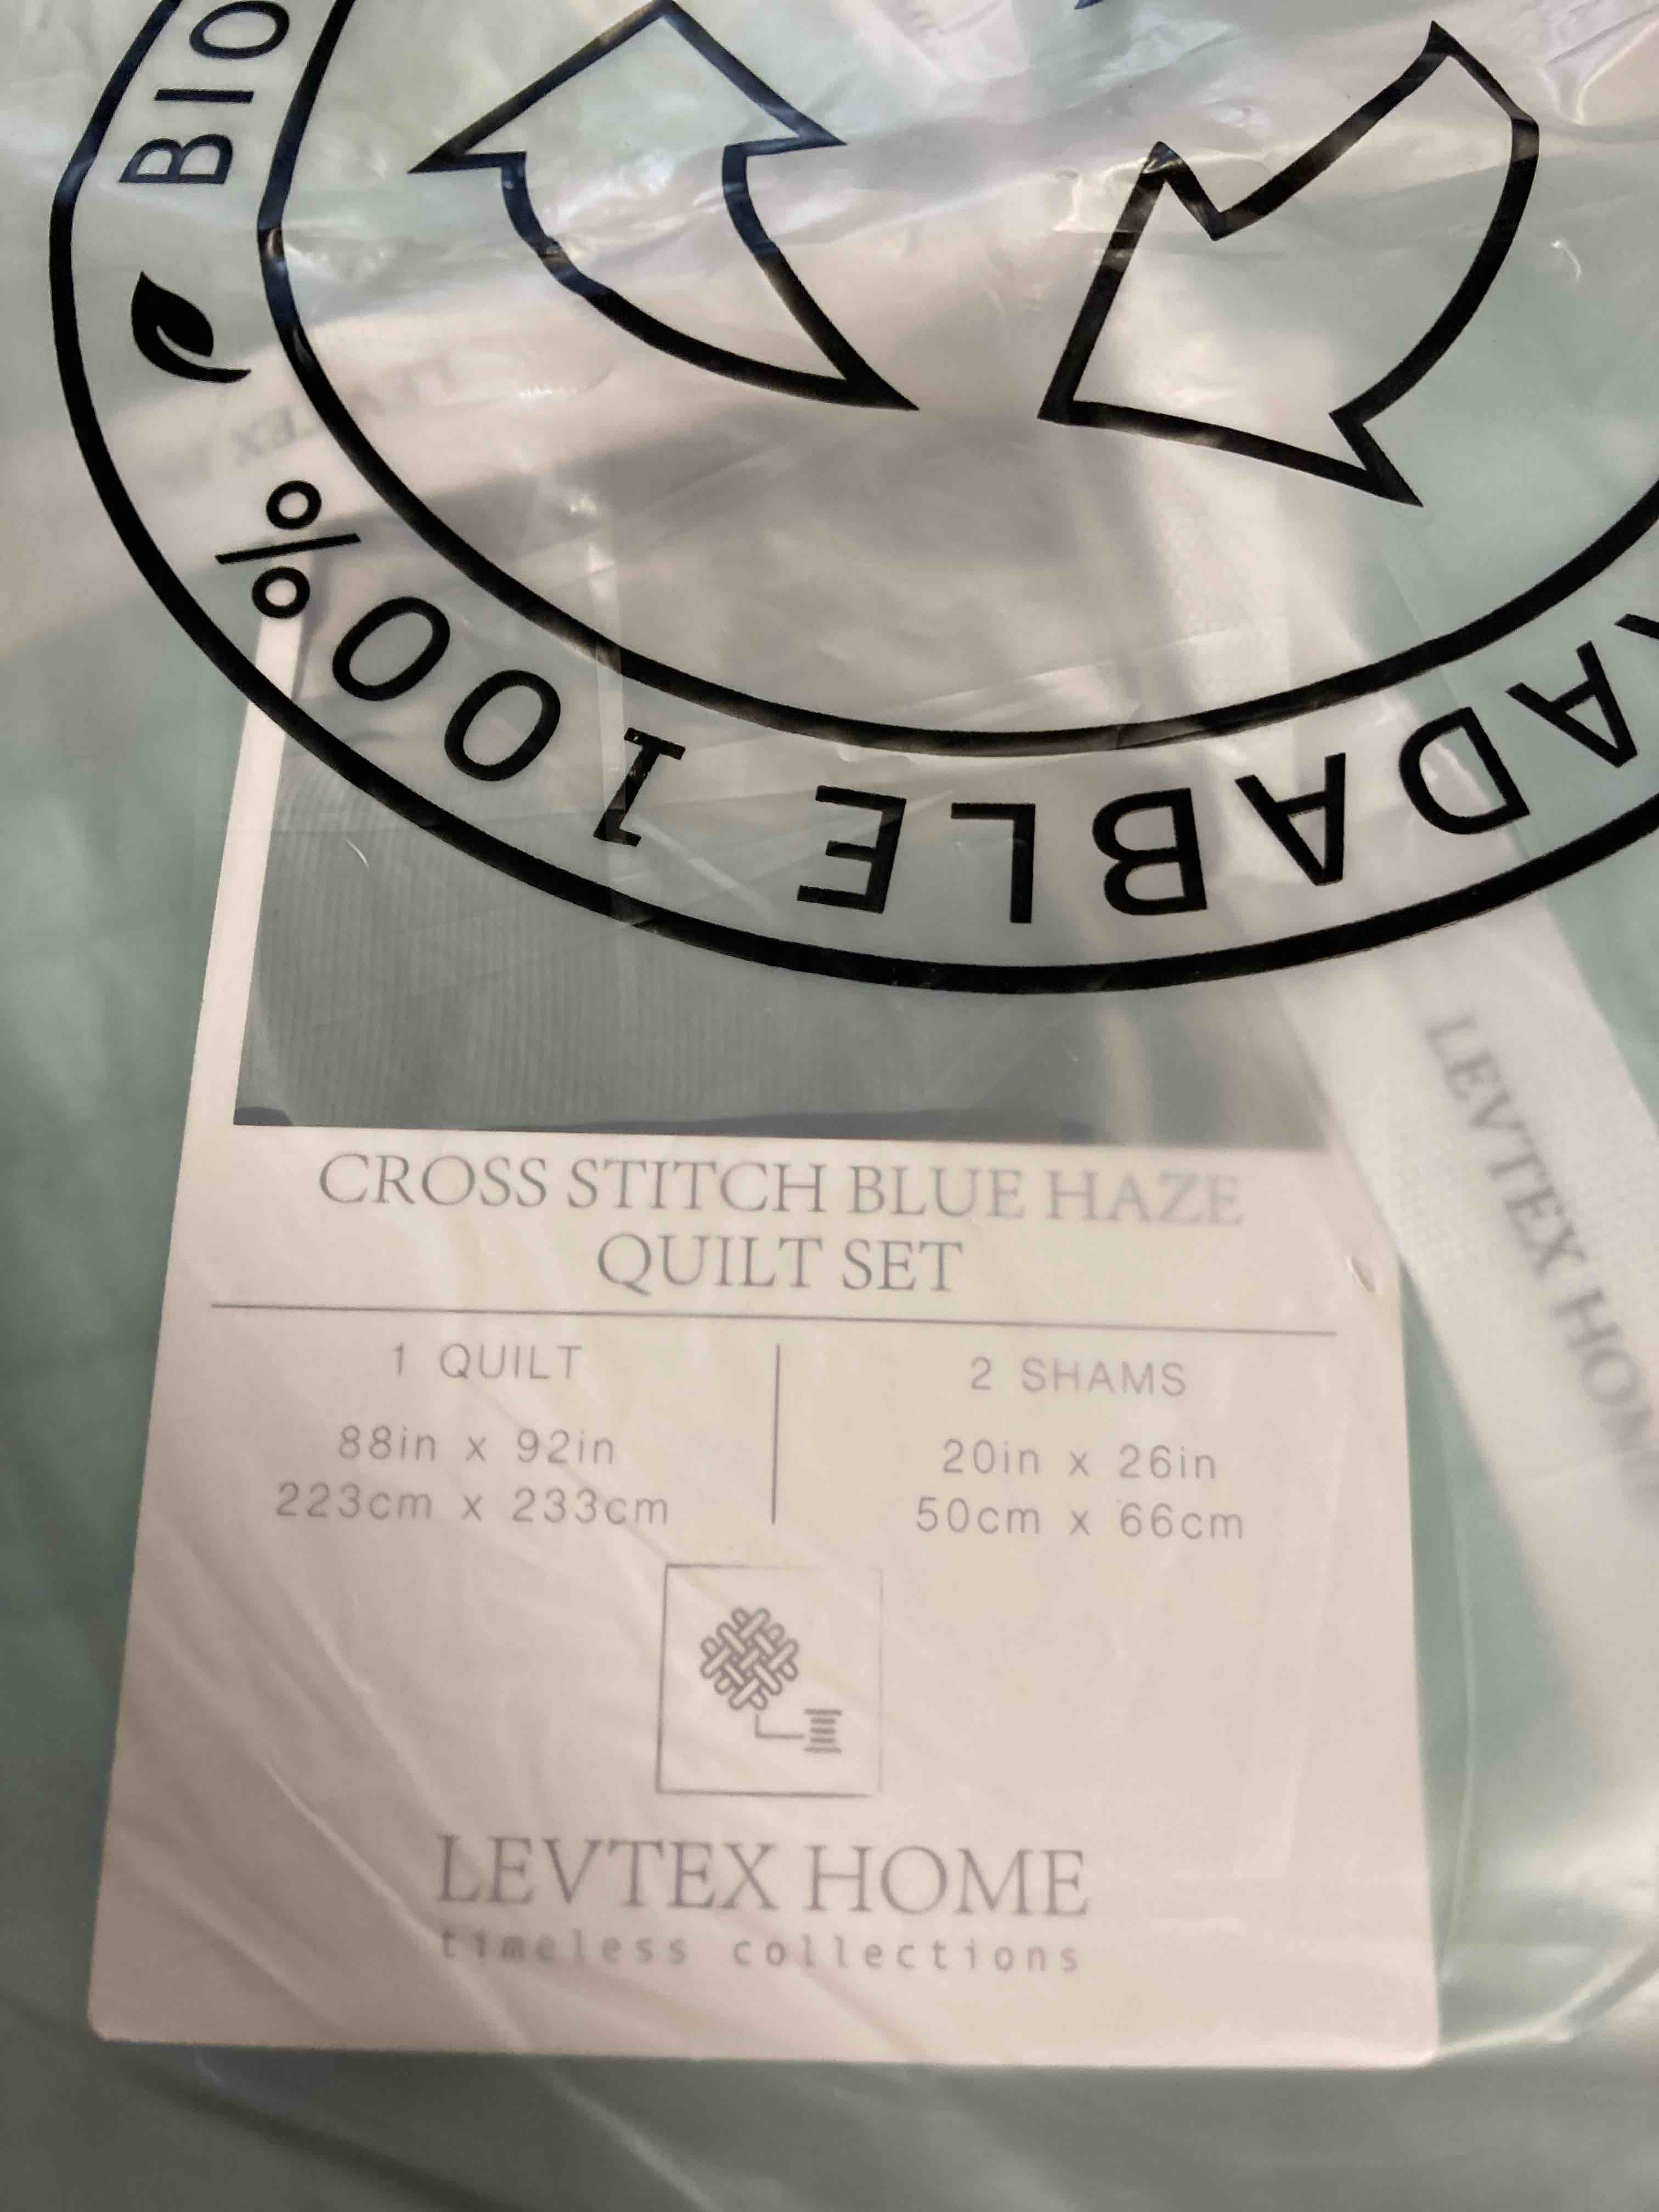 BIO
ADABLE 100%
CROSS STITCH BLUE HAZE
QUILT SET
1 QUILT
88in x 92in
223cm x 233cm
2 SHAMS
20in x 26in
50cm x 66cm
LEVTEX HOME
timeless collections
LEVTEX HOM